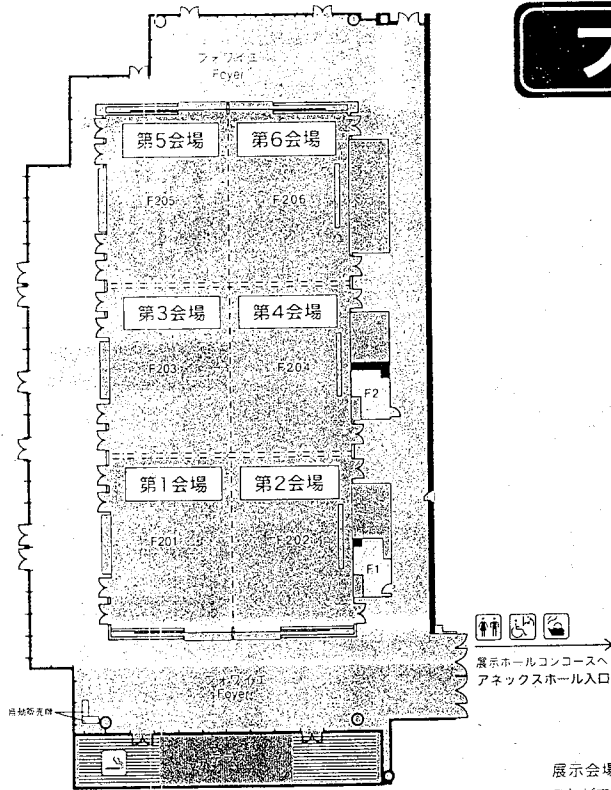 フォワイエ
Foyer
第5会場
第6会場
F205
F206
第3会場
第4会場
F203
F204
F2
第1会場
第2会場
F201
F202
F1
展示ホールコンコースへ
アネックスホール入口
フォワイエ
Foyer
自動販売機
展示会場